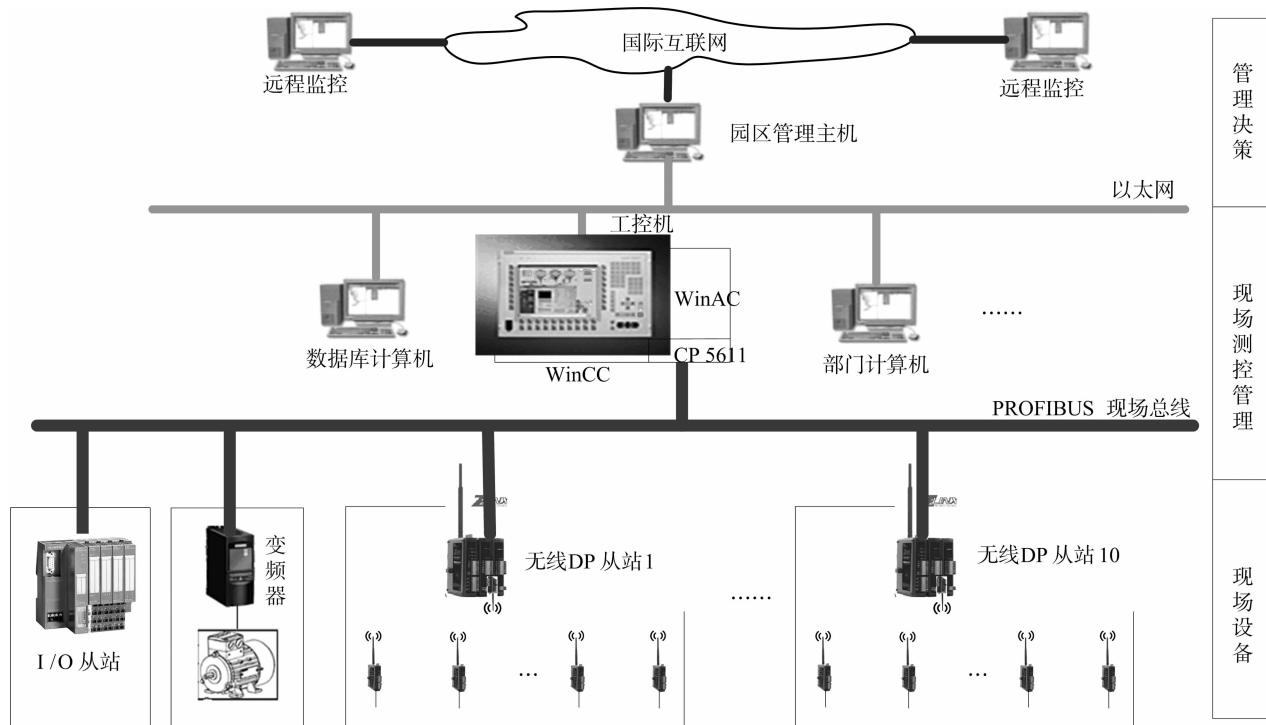 国际互联网
远程监控
远程监控
园区管理主机
管理决策
以太网
工控机
WinAC
CP 5611
WinCC
数据库计算机
部门计算机
......
现场测控管理
PROFIBUS 现场总线
变频器
无线DP 从站1
......
无线DP 从站10
I/O 从站
...
...
现场设备